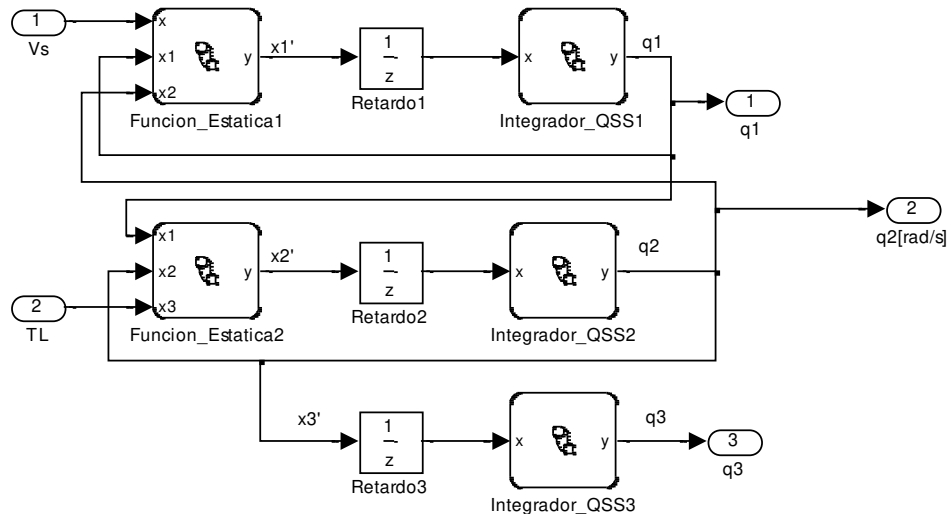 1
Vs
x
x1
x2
y
Funcion_Estatica1
x1'
1
z
Retardo1
x
y
Integrador_QSS1
q1
1
q1
2
q2[rad/s]
x1
x2
x3
y
Funcion_Estatica2
2
TL
x2'
1
z
Retardo2
x
y
Integrador_QSS2
q2
x3'
1
z
Retardo3
x
y
Integrador_QSS3
q3
3
q3